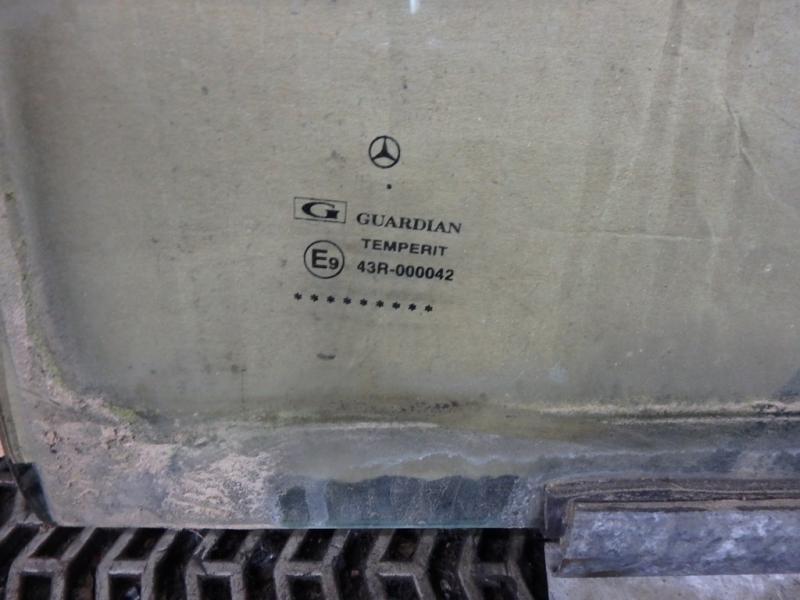 G GUARDIAN
TEMPERIT
E9 43R-000042
* * * * * * * * *